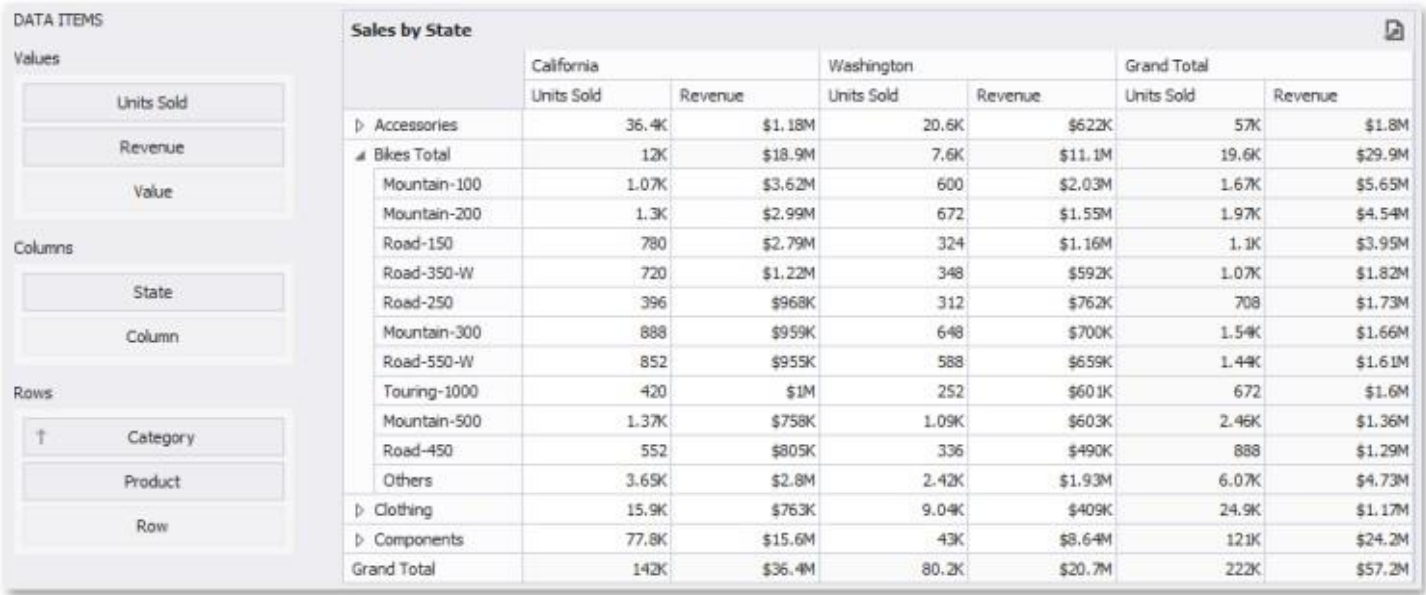 DATA ITEMS
Values
Units Sold
Revenue
Value
Columns
State
Column
Rows
↑ Category
Product
Row
Sales by State
California Washington Grand Total
Units Sold Revenue Units Sold Revenue Units Sold Revenue
Accessories 36.4K $1.18M 20.6K $622K 57K $1.8M
Bikes Total 12K $18.9M 7.6K $11.1M 19.6K $29.9M
Mountain-100 1.07K $3.62M 600 $2.03M 1.67K $5.65M
Mountain-200 1.3K $2.99M 672 $1.55M 1.97K $4.54M
Road-150 780 $2.79M 324 $1.16M 1.1K $3.95M
Road-350-W 720 $1.22M 348 $592K 1.07K $1.82M
Road-250 396 $968K 312 $762K 708 $1.73M
Mountain-300 888 $959K 648 $700K 1.54K $1.66M
Road-550-W 852 $955K 588 $659K 1.44K $1.61M
Touring-1000 420 $1M 252 $601K 672 $1.6M
Mountain-500 1.37K $758K 1.09K $603K 2.46K $1.36M
Road-450 552 $805K 336 $490K 888 $1.29M
Others 3.65K $2.8M 2.42K $1.93M 6.07K $4.73M
Clothing 15.9K $763K 9.04K $409K 24.9K $1.17M
Components 77.8K $15.6M 43K $8.64M 121K $24.2M
Grand Total 142K $36.4M 80.2K $20.7M 222K $57.2M